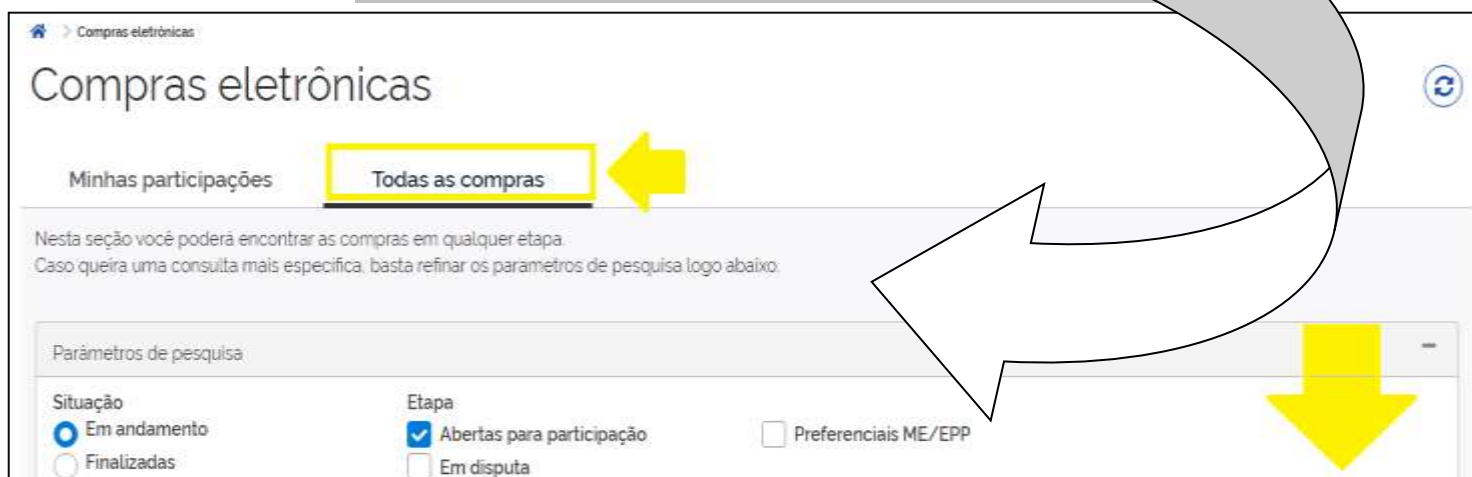 Compras eletrônicas
Compras eletrônicas
Minhas participações Todas as compras
Nesta seção você poderá encontrar as compras em qualquer etapa.
Caso queira uma consulta mais específica, basta refinar os parametros de pesquisa logo abaixo.
Parâmetros de pesquisa
Situação Etapa
Em andamento Abertas para participação Preferenciais ME/EPP
Finalizadas Em disputa